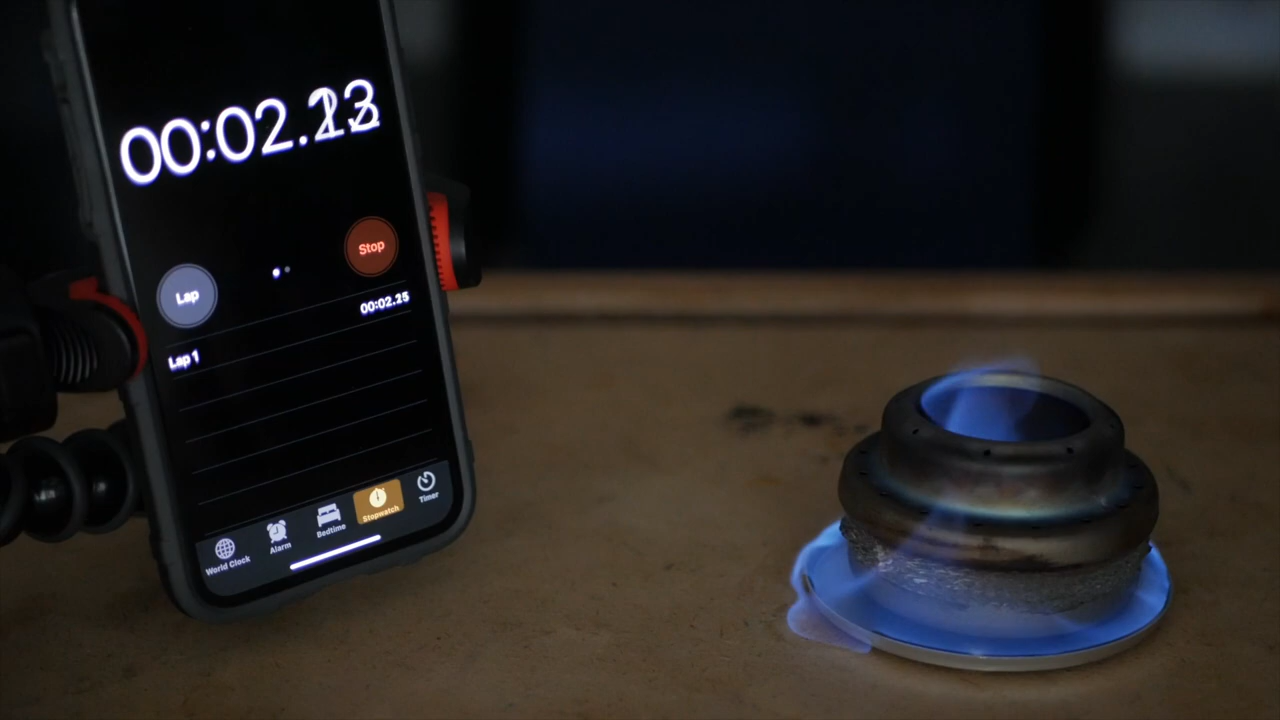 00:02.
Stop
Lap
00:02.25
Lap 1
World Clock
Alarm
Bedtime
Stopwatch
Timer